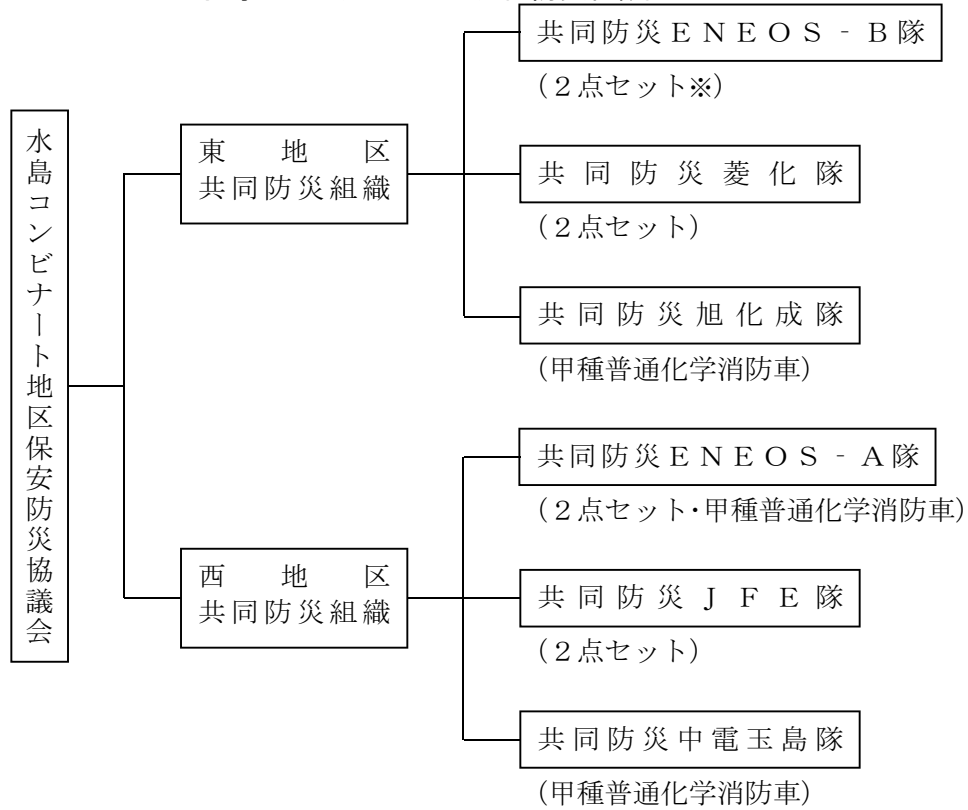 水島コンビナート地区保安防災協議会
東地区
共同防災組織
共同防災ENEOS‐B隊
（２点セット※）
共同防災菱化隊
（２点セット）
共同防災旭化成隊
（甲種普通化学消防車）
西地区
共同防災組織
共同防災ENEOS‐A隊
（２点セット・甲種普通化学消防車）
共同防災JFE隊
（２点セット）
共同防災中電玉島隊
（甲種普通化学消防車）